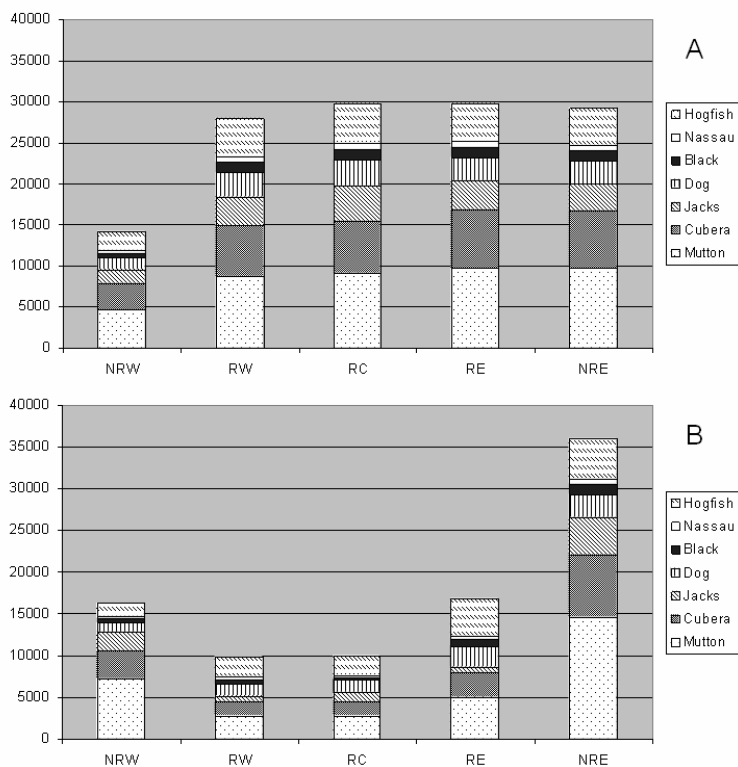 40000
35000
30000
25000
20000
15000
10000
5000
0
NRW RW RC RE NRE
A
Hogfish
Nassau
Black
Dog
Jacks
Cubera
Mutton
40000
35000
30000
25000
20000
15000
10000
5000
0
NRW RW RC RE NRE
B
Hogfish
Nassau
Black
Dog
Jacks
Cubera
Mutton